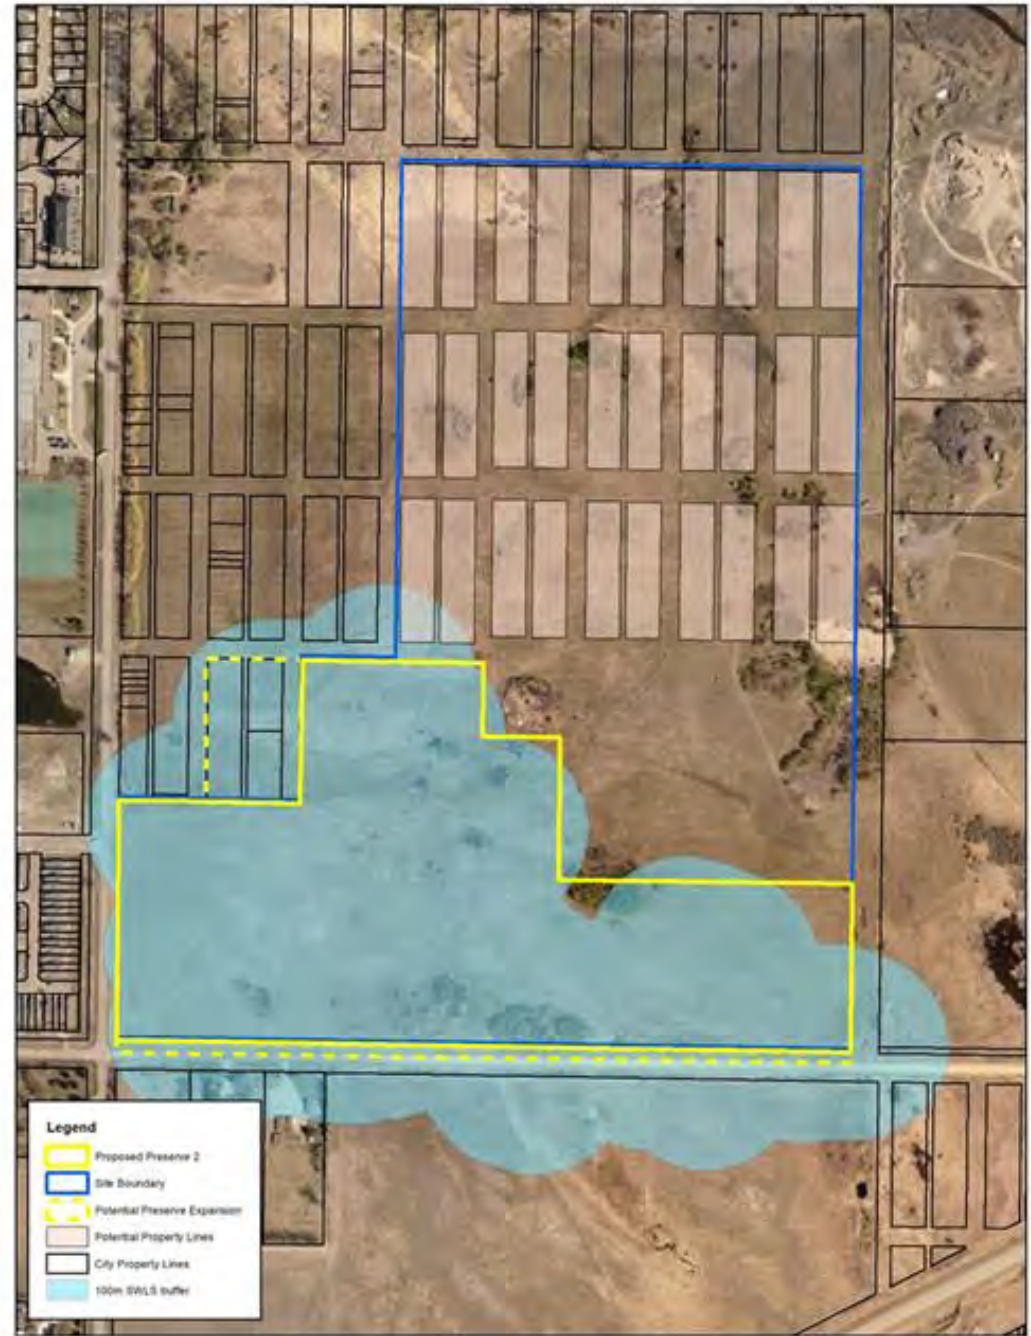 Legend
Proposed Preserve 2
Site Boundary
Potential Preserve Expansion
Potential Property Lines
City Property Lines
100m SWLS buffer